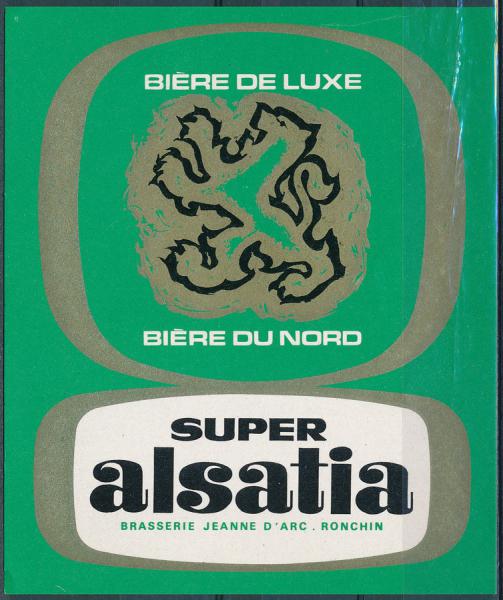 BIÈRE DE LUXE
BIÈRE DU NORD
SUPER
alsatia
BRASSERIE JEANNE D'ARC . RONCHIN